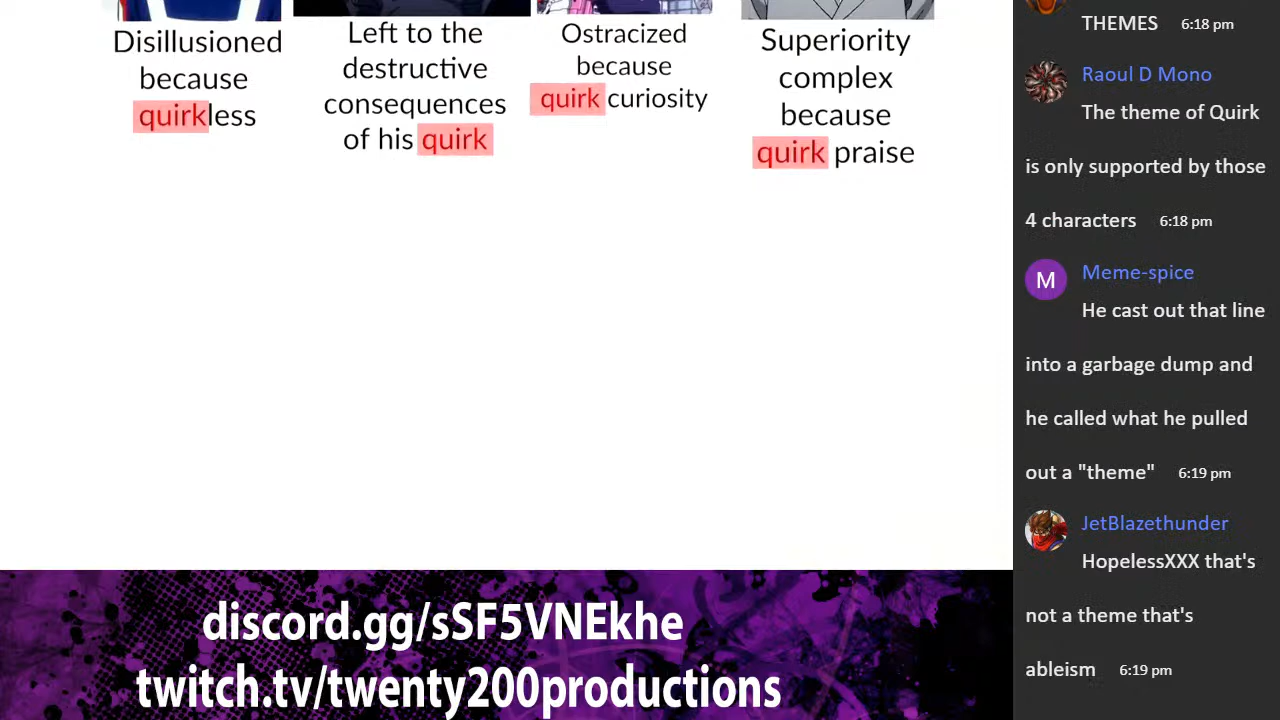 Disillusioned
because
quirkless
Left to the
destructive
consequences
of his quirk
Ostracized
because
quirk curiosity
Superiority
complex
because
quirk praise
discord.gg/sSF5VNEkhe
twitch.tv/twenty200productions
THEMES 6:18 pm
Raoul D Mono
The theme of Quirk
is only supported by those
4 characters 6:18 pm
M
Meme-spice
He cast out that line
into a garbage dump and
he called what he pulled
out a "theme" 6:19 pm
JetBlazethunder
HopelessXXX that's
not a theme that's
ableism 6:19 pm